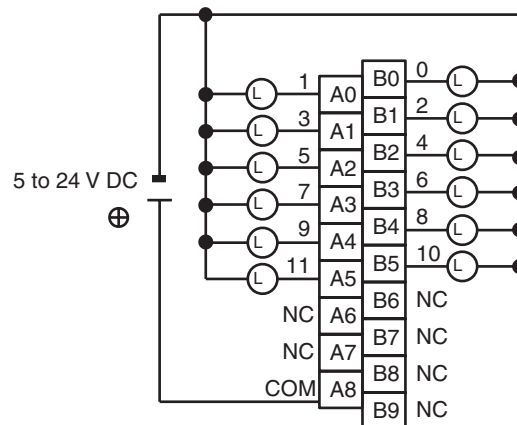 1 L A0 B0 0 L
3 L A1 B1 2 L
5 L A2 B2 4 L
5 to 24 V DC
7 L A3 B3 6 L
9 L A4 B4 8 L
11 L A5 B5 10 L
NC A6 B6 NC
NC A7 B7 NC
COM A8 B8 NC
B9 NC